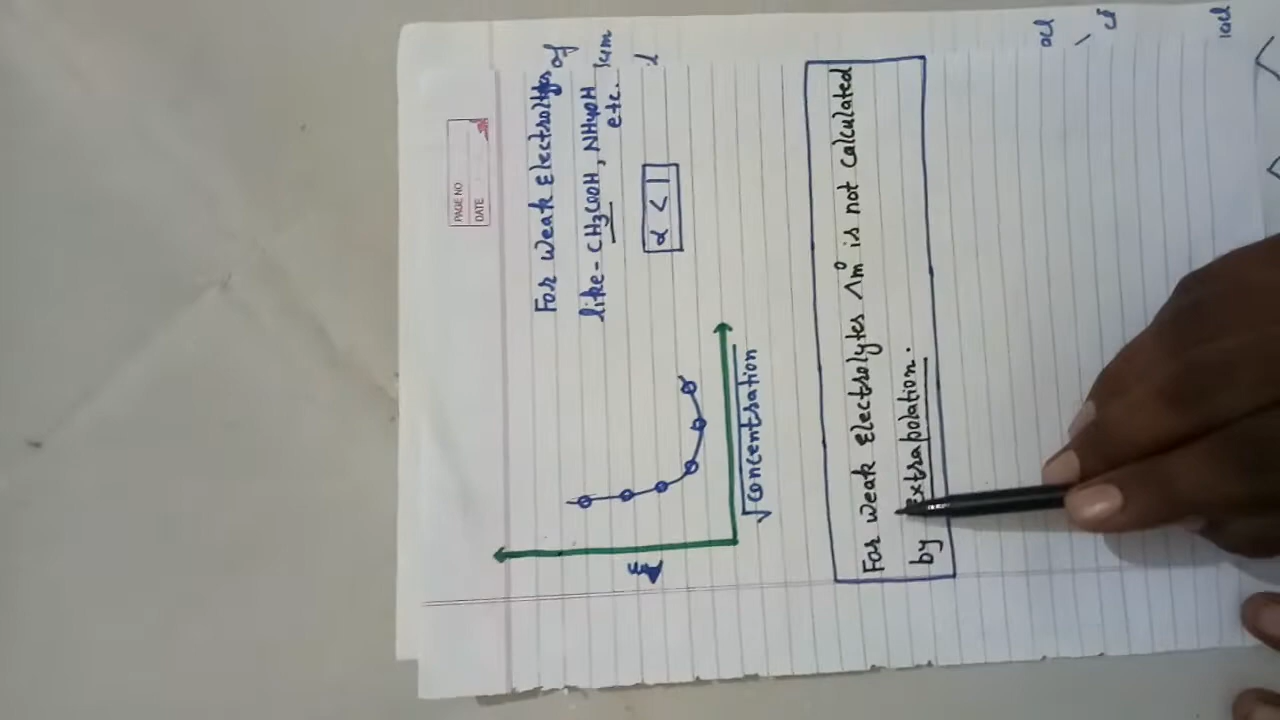 PAGE NO
DATE
For Weak Electrolytes of
like - CH3COOH, NH4OH
etc.
α < 1
Λm
√concentration
For weak Electrolytes Λm° is not calculated
by Extrapolation.